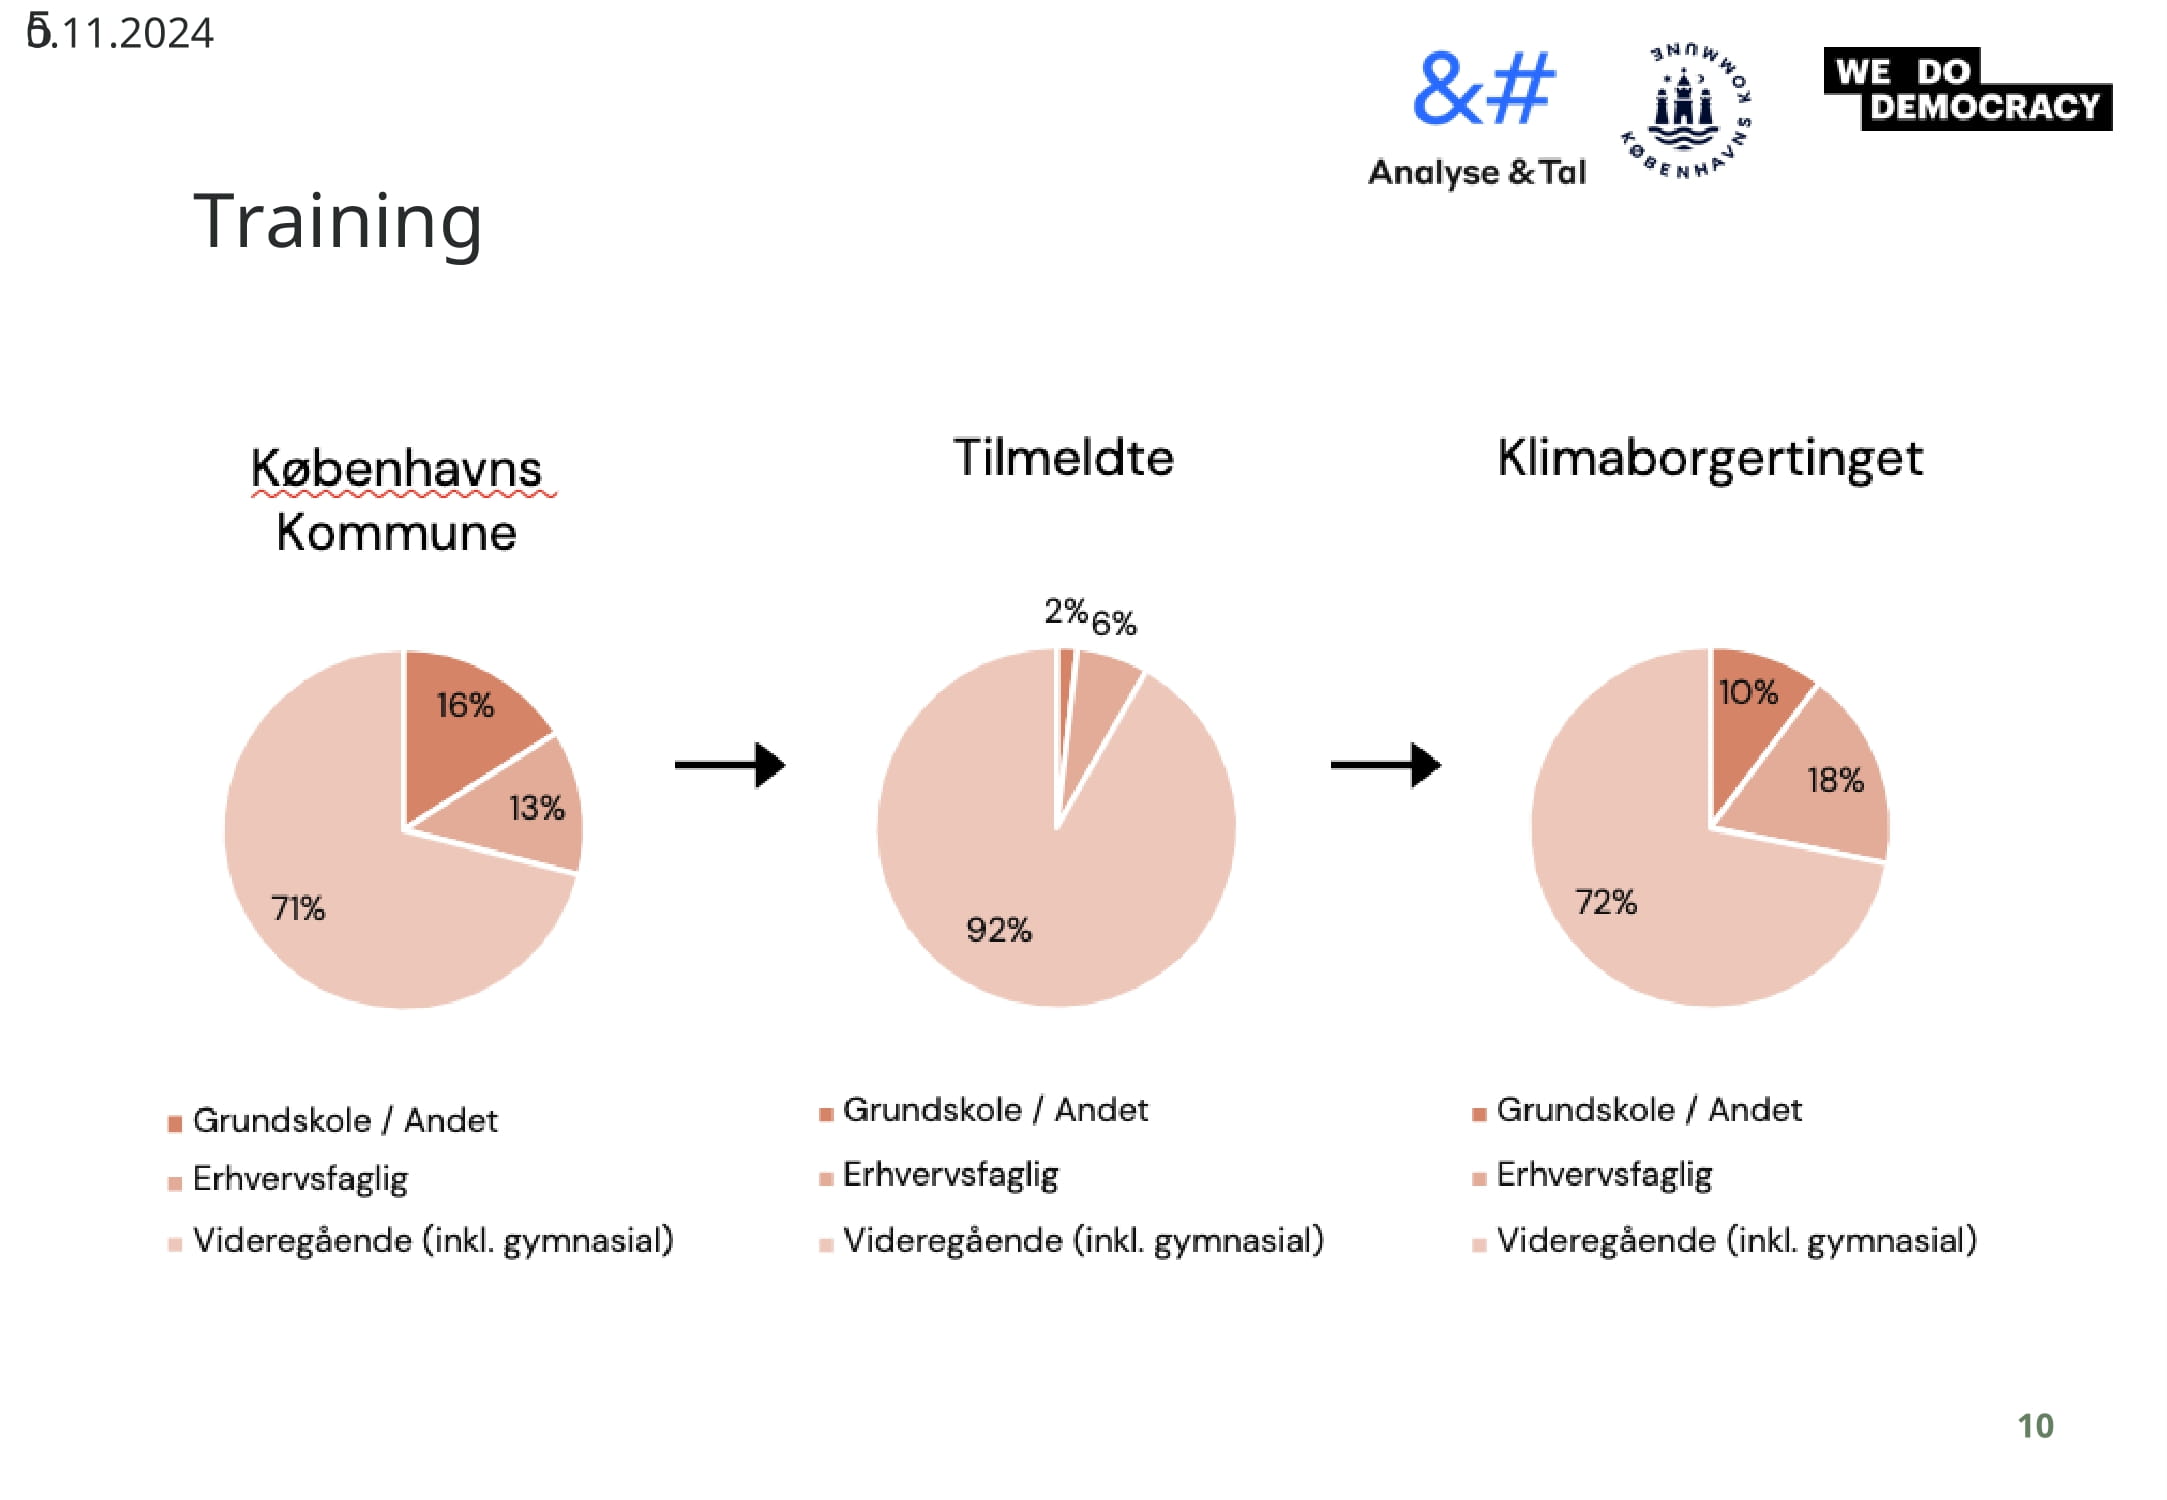 .11.2024
&#
Analyse & Tal
KØBENHAVNS KOMMUNE
WE DO
DEMOCRACY
Training
Københavns
Kommune
Tilmeldte
Klimaborgertinget
16%
13%
71%
2%
6%
92%
10%
18%
72%
Grundskole / Andet
Erhvervsfaglig
Videregående (inkl. gymnasial)
Grundskole / Andet
Erhvervsfaglig
Videregående (inkl. gymnasial)
Grundskole / Andet
Erhvervsfaglig
Videregående (inkl. gymnasial)
10